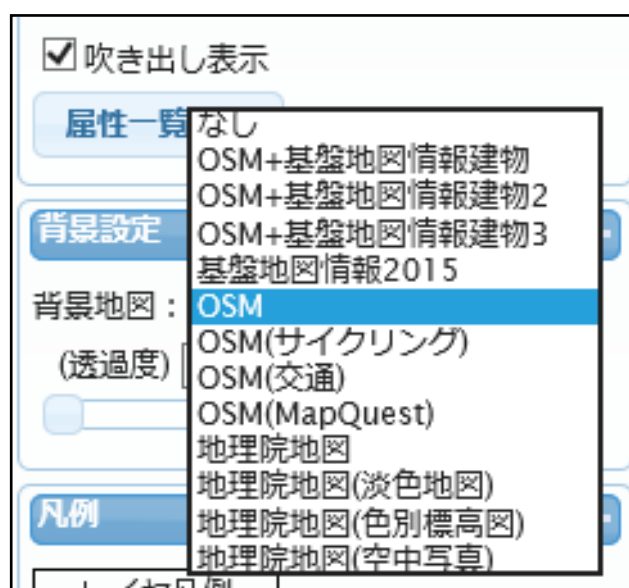 吹き出し表示
属性一覧
なし
OSM+基盤地図情報建物
OSM+基盤地図情報建物2
OSM+基盤地図情報建物3
基盤地図情報2015
OSM
OSM(サイクリング)
OSM(交通)
OSM(MapQuest)
地理院地図
地理院地図(淡色地図)
地理院地図(色別標高図)
地理院地図(空中写真)
背景設定
背景地図：
(透過度)
凡例
レイヤ凡例